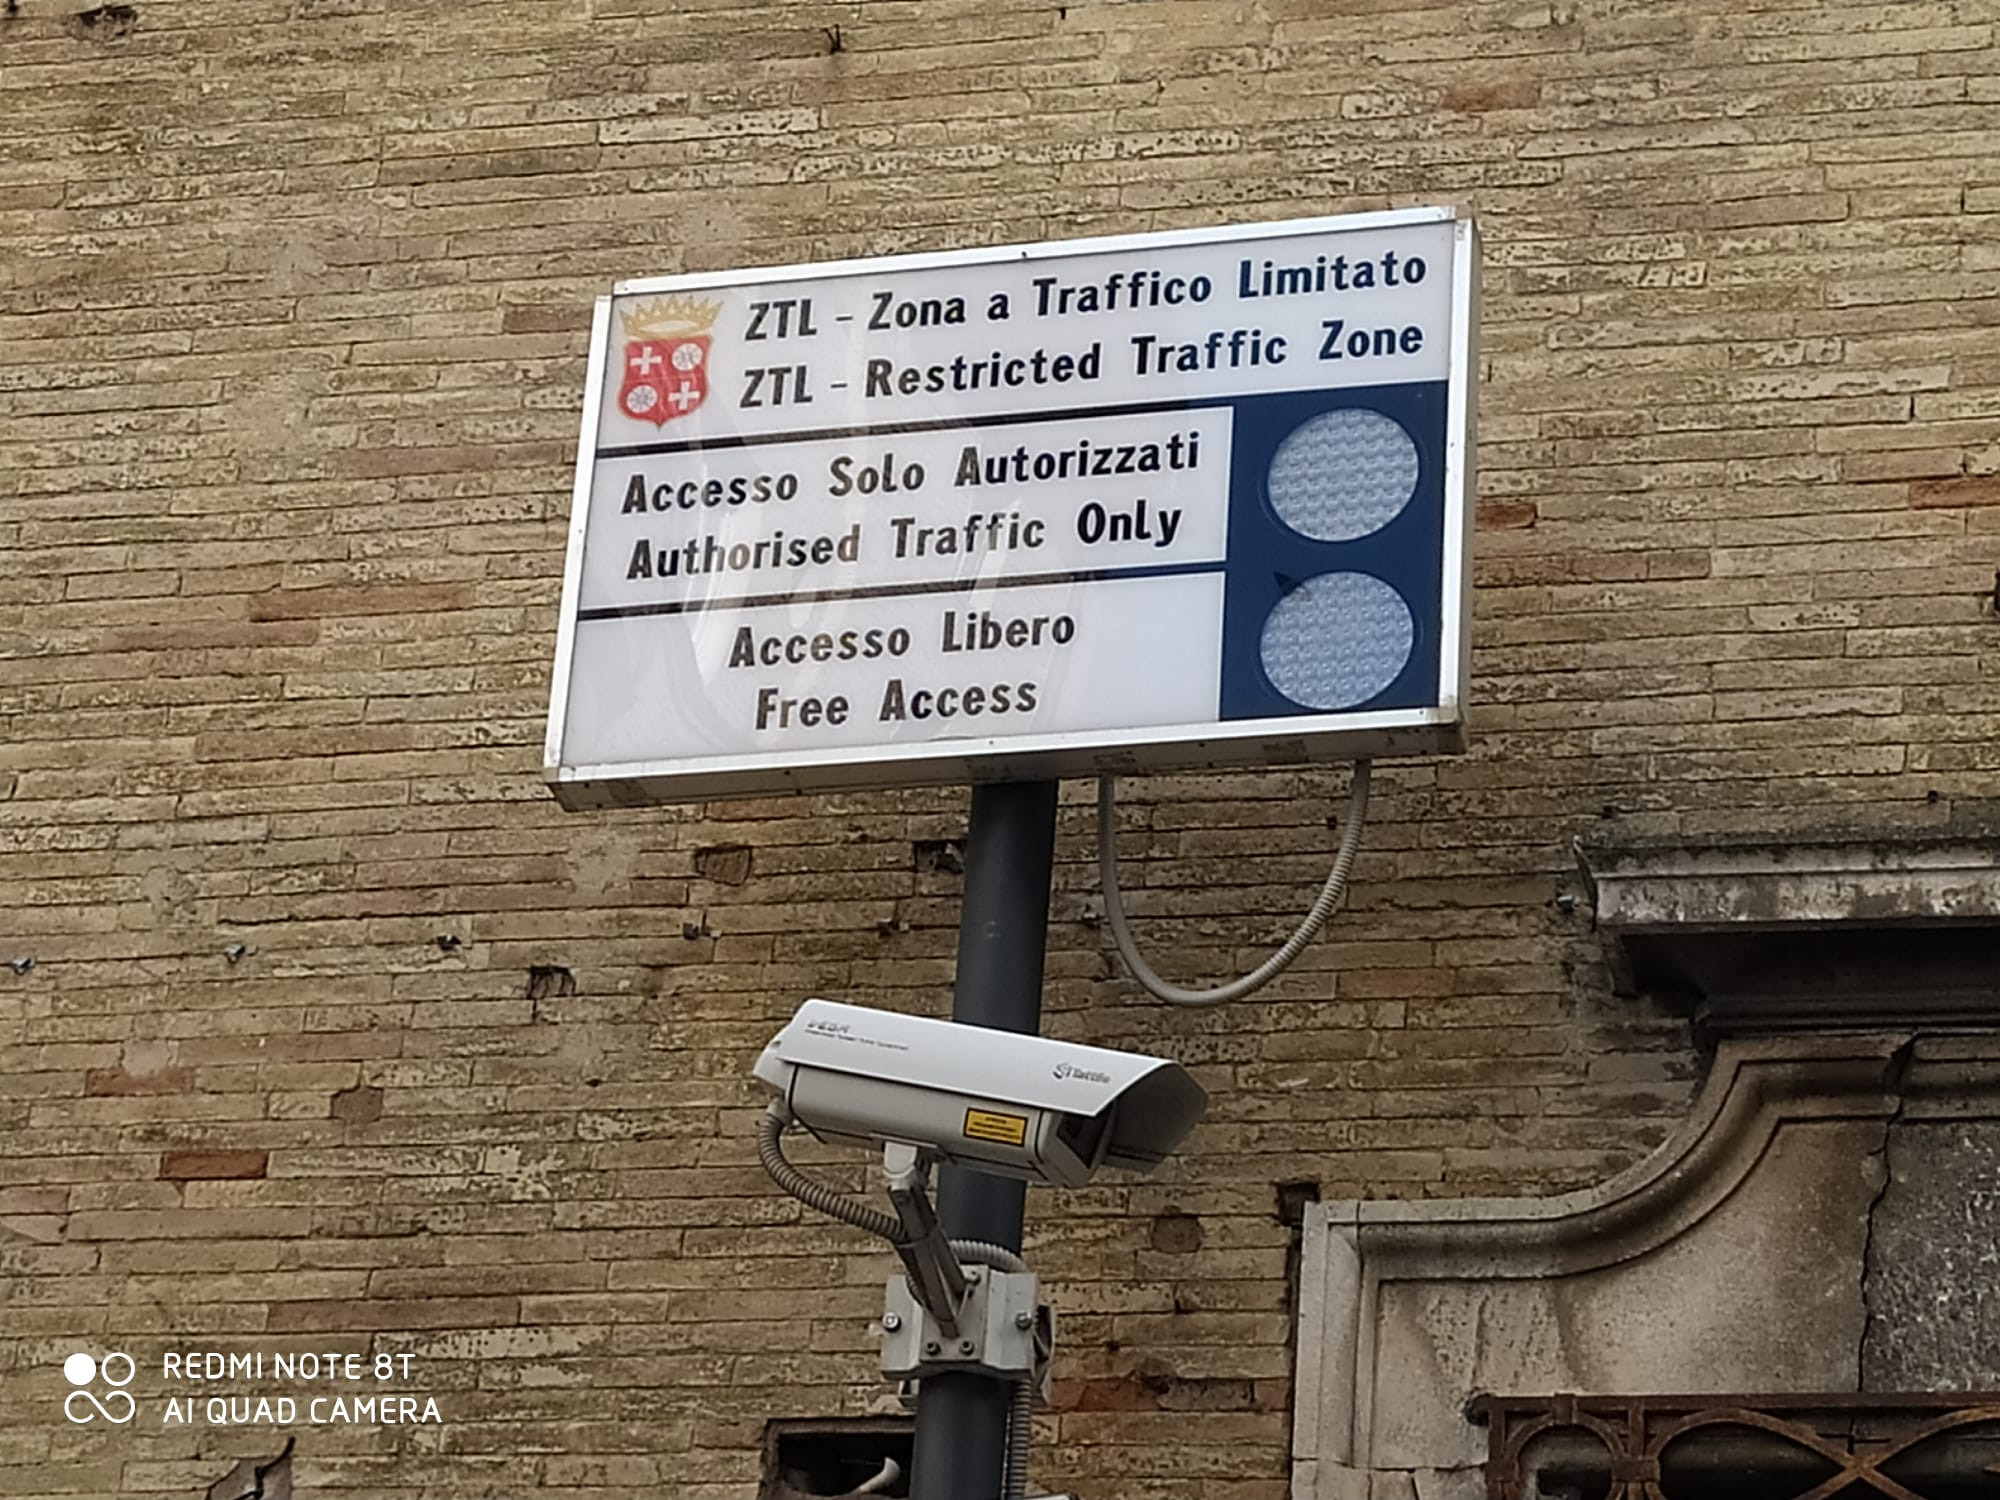 ZTL - Zona a Traffico Limitato
ZTL - Restricted Traffic Zone
Accesso Solo Autorizzati
Authorised Traffic Only
Accesso Libero
Free Access
Tattile
REDMI NOTE 8T
AI QUAD CAMERA